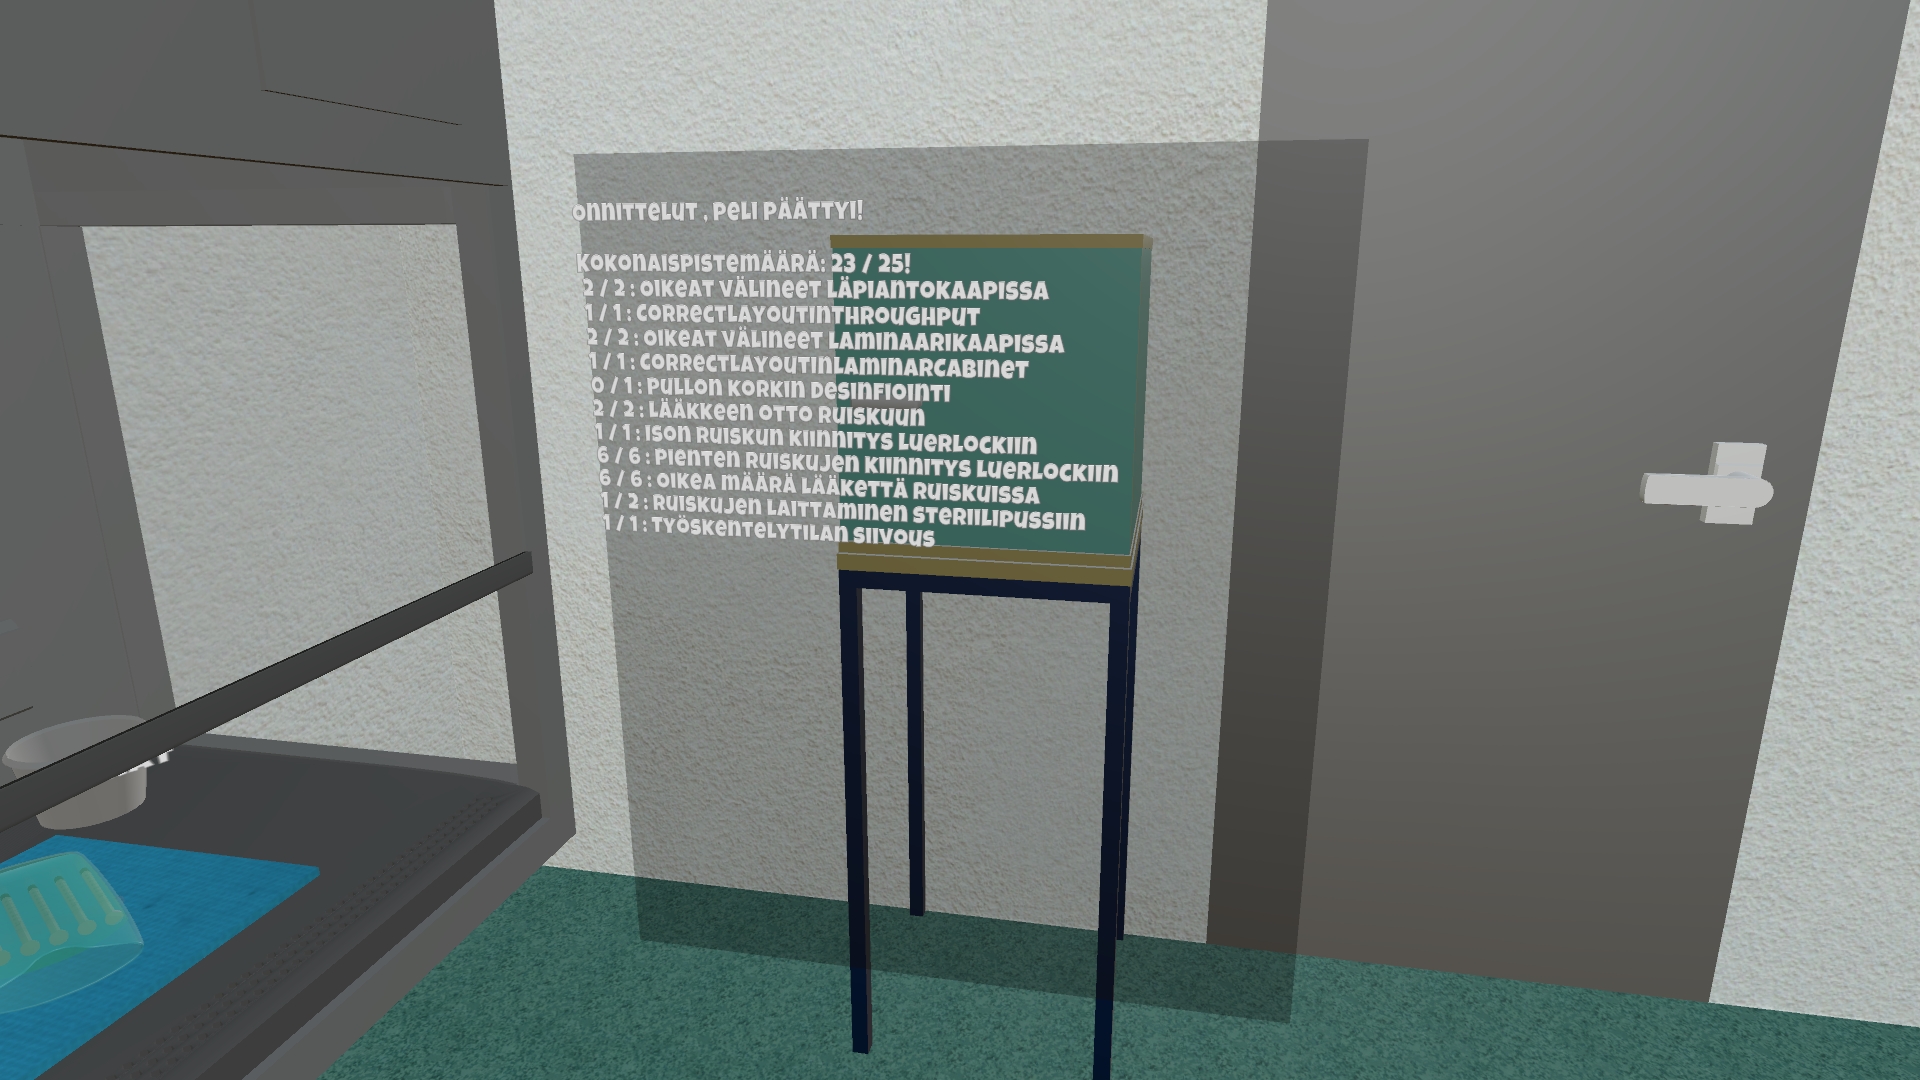 onnittelut , peli päättyi!
Kokonaispistemäärä: 23 / 25!
2 / 2 : Oikeat välineet läpiantokaapissa
1 / 1 : CorrectLayoutInThroughput
2 / 2 : Oikeat välineet laminaarikaapissa
1 / 1 : CorrectLayoutInLaminarCabinet
0 / 1 : Pullon korkin desinfiointi
2 / 2 : Lääkkeen otto ruiskuun
1 / 1 : Ison ruiskun kiinnitys luerlockiin
6 / 6 : Pienten ruiskujen kiinnitys luerlockiin
6 / 6 : Oikea määrä lääkettä ruiskuissa
1 / 2 : Ruiskujen laittaminen steriilipussiin
1 / 1 : Työskentelytilan siivous